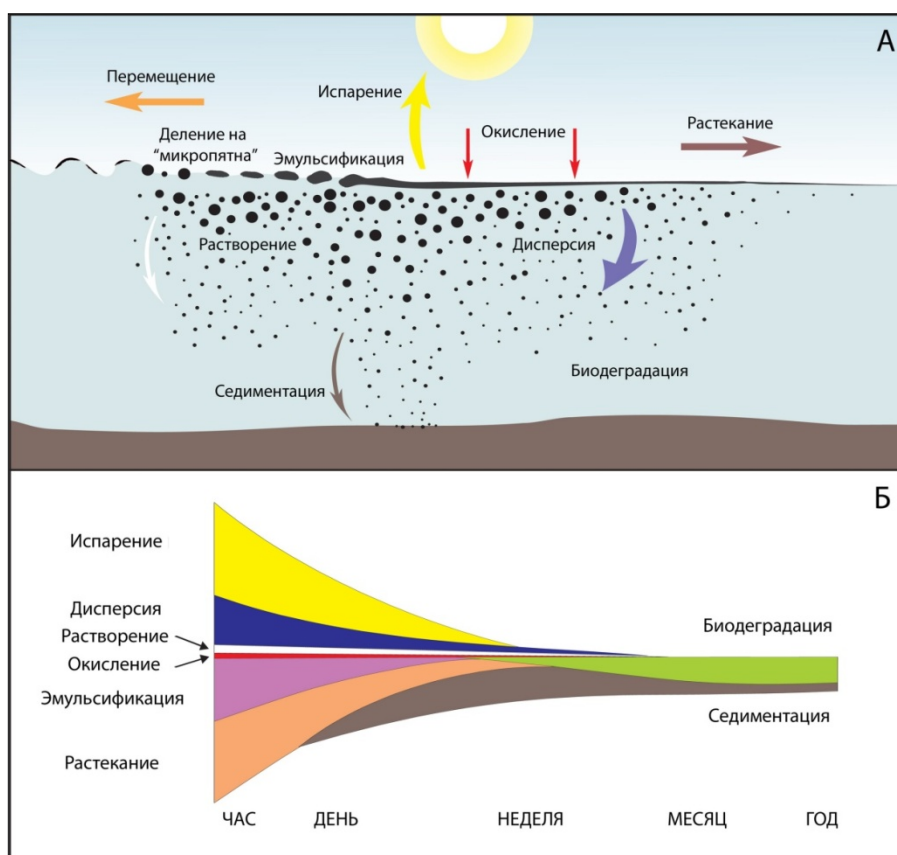 А
Перемещение
Испарение
Деление на
“микропятна”
Эмульсификация
Окисление
Растекание
Растворение
Дисперсия
Седиментация
Биодеградация
Б
Испарение
Дисперсия
Растворение
Окисление
Эмульсификация
Растекание
Биодеградация
Седиментация
ЧАС ДЕНЬ НЕДЕЛЯ МЕСЯЦ ГОД